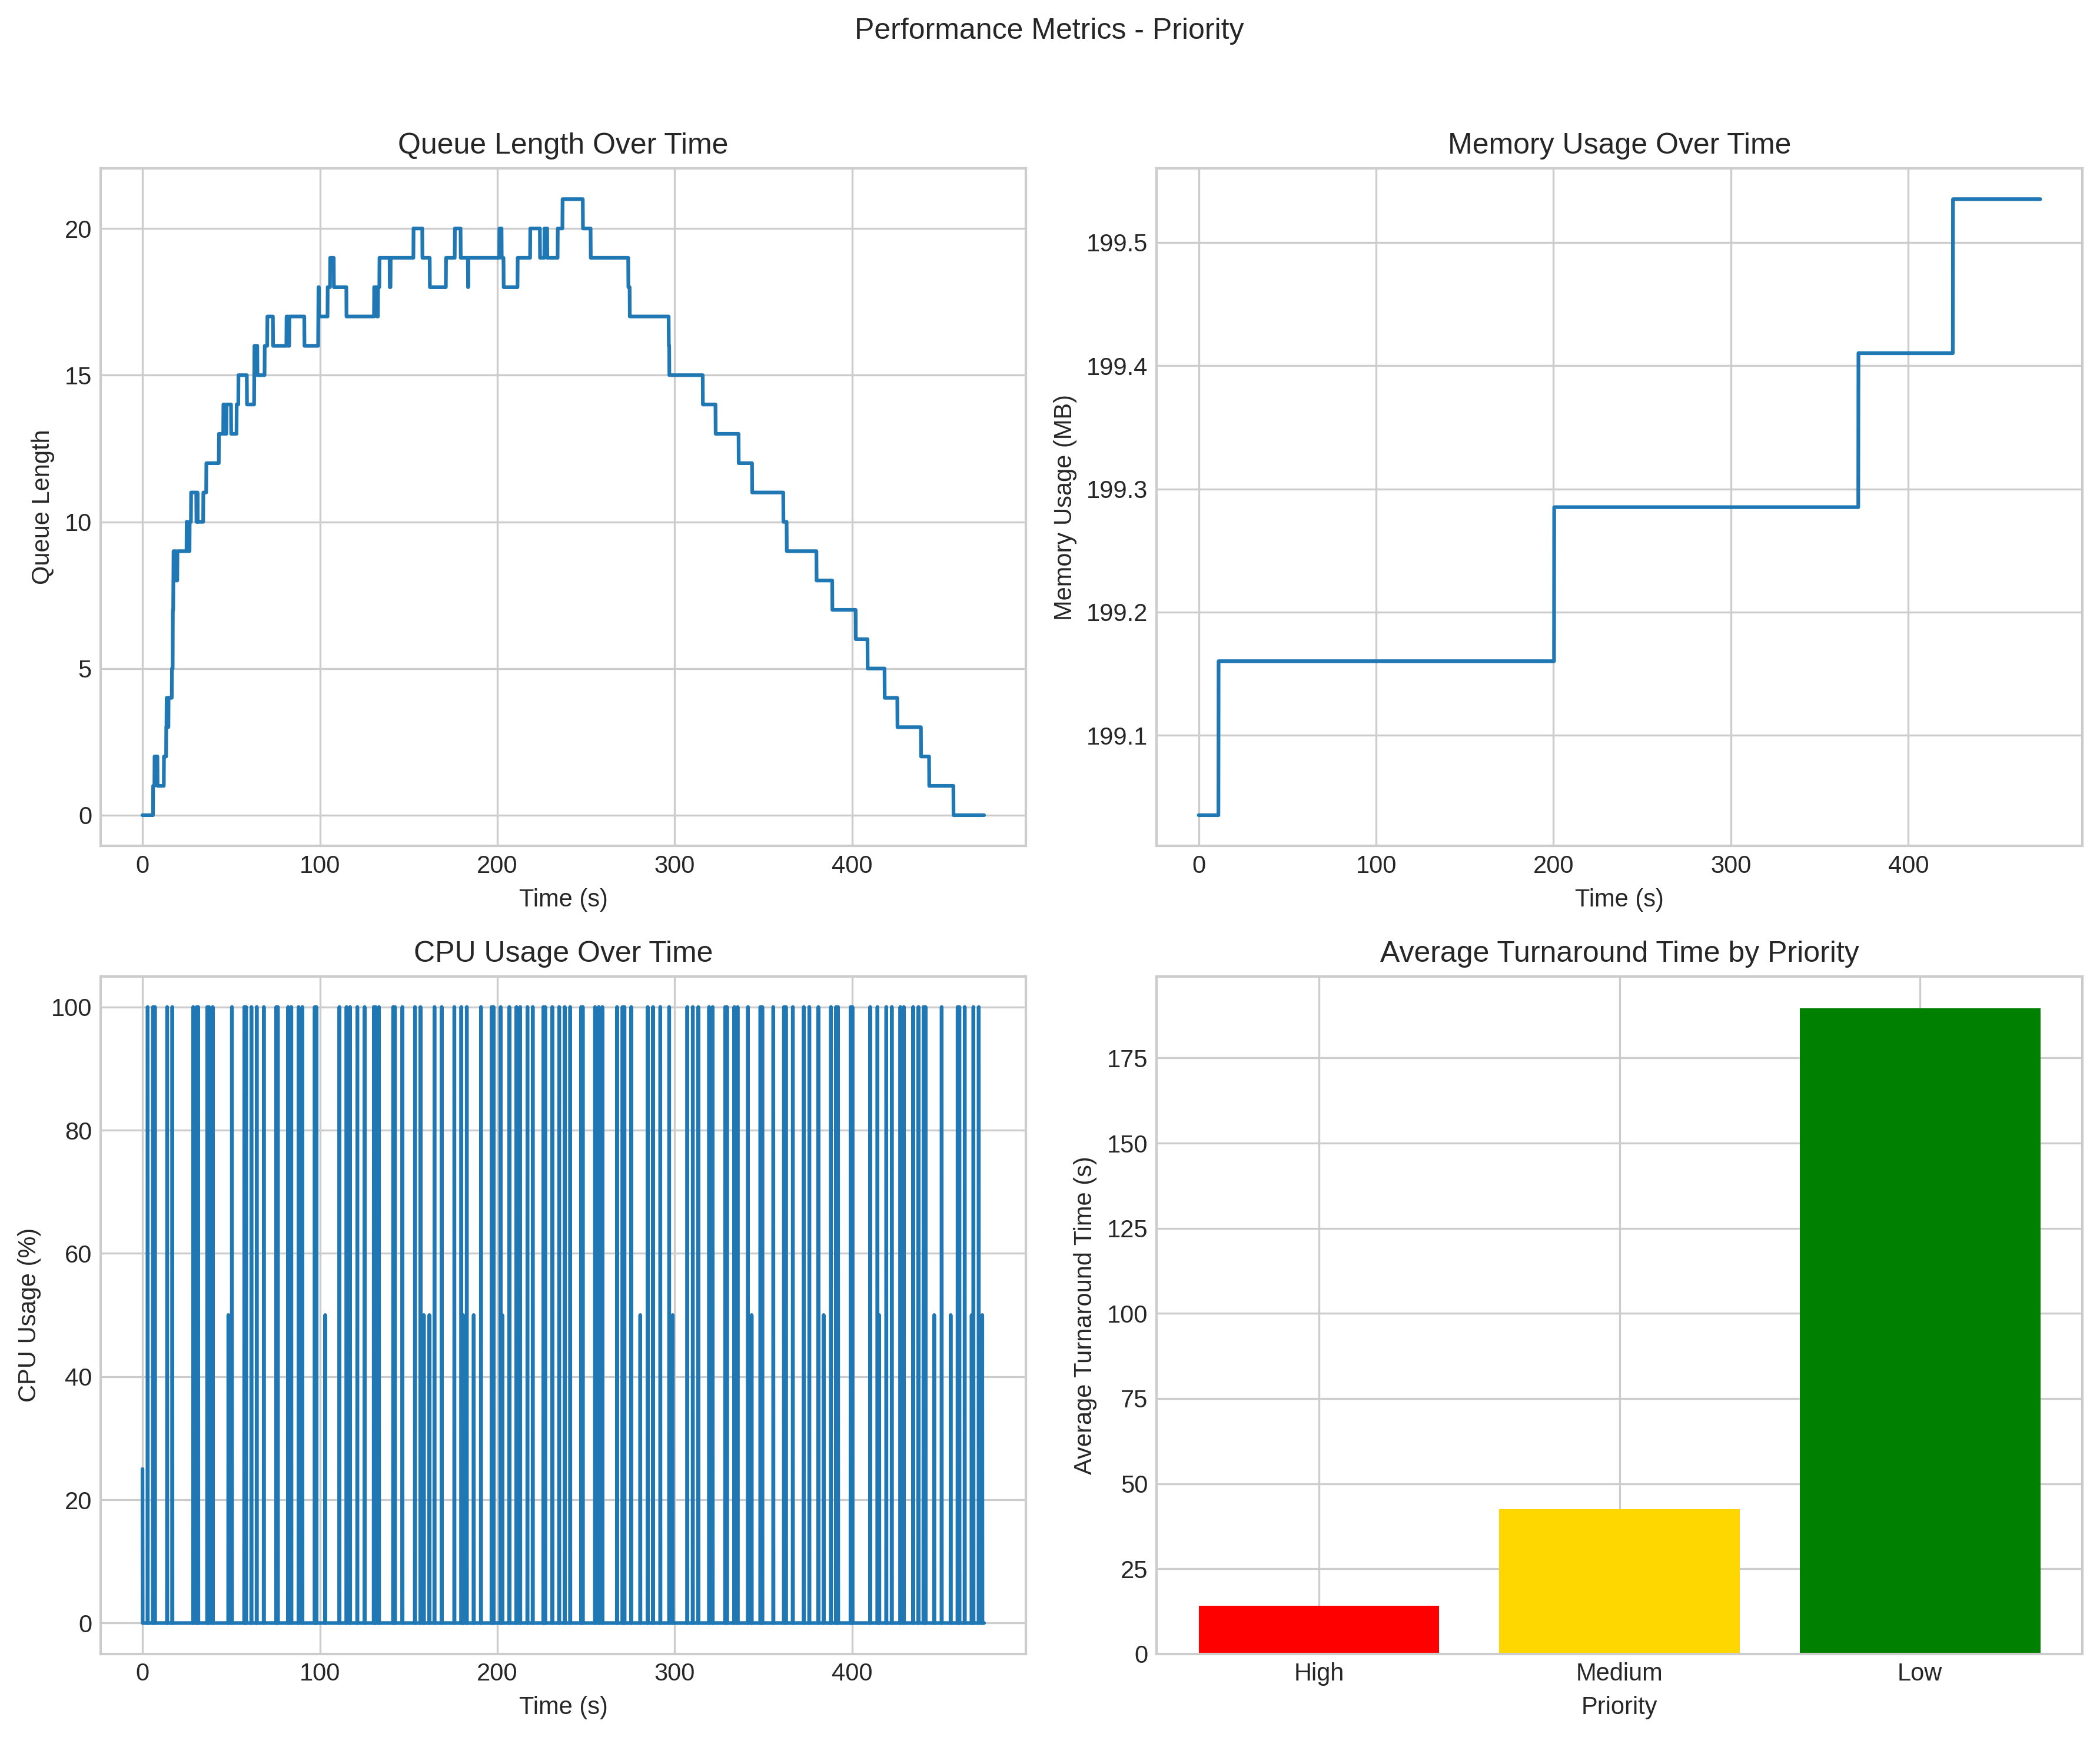 Performance Metrics - Priority
Queue Length Over Time
Queue Length
20
15
10
5
0
0 100 200 300 400
Time (s)
Memory Usage Over Time
Memory Usage (MB)
199.5
199.4
199.3
199.2
199.1
0 100 200 300 400
Time (s)
CPU Usage Over Time
CPU Usage (%)
100
80
60
40
20
0
0 100 200 300 400
Time (s)
Average Turnaround Time by Priority
Average Turnaround Time (s)
175
150
125
100
75
50
25
0
High Medium Low
Priority